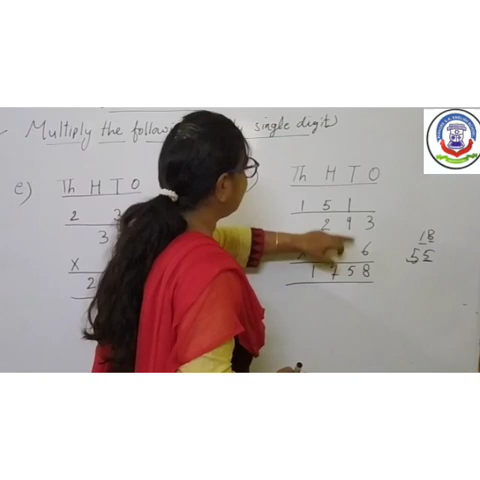 Multiply the follow single digit)
e) Th H T O
2 3
3
X
2
Th H T O
1 5 1
2 9 3
6
1 7 5 8
18
55